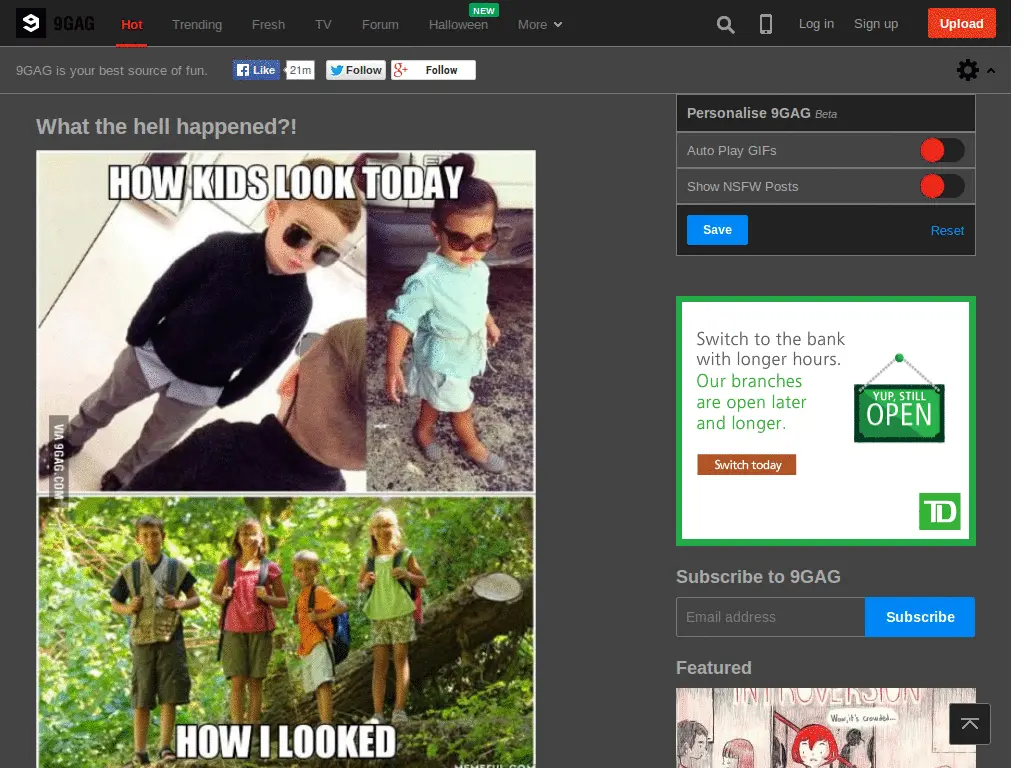 9GAG
Hot
Trending
Fresh
TV
Forum
Halloween
NEW
More
Log in
Sign up
Upload
9GAG is your best source of fun.
Like
21m
Follow
g+
Follow
What the hell happened?!
HOW KIDS LOOK TODAY
VIA 9GAG.COM
HOW I LOOKED
MEMEFUL.COM
Personalise 9GAG Beta
Auto Play GIFs
Show NSFW Posts
Save
Reset
Switch to the bank
with longer hours.
Our branches
are open later
and longer.
YUP, STILL
OPEN
Switch today
TD
Subscribe to 9GAG
Email address
Subscribe
Featured
INTROVERSION
Wow, it's crowded...